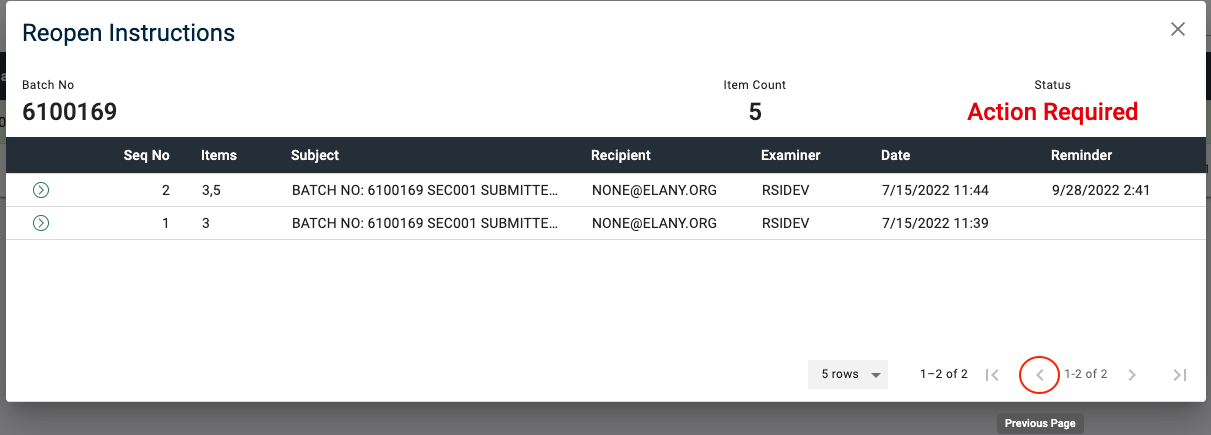 Reopen Instructions
Batch No
Item Count
Status
6100169
5
Action Required
Seq No Items Subject Recipient Examiner Date Reminder
2 3,5 BATCH NO: 6100169 SEC001 SUBMITTE… NONE@ELANY.ORG RSIDEV 7/15/2022 11:44 9/28/2022 2:41
1 3 BATCH NO: 6100169 SEC001 SUBMITTE… NONE@ELANY.ORG RSIDEV 7/15/2022 11:39
5 rows 1–2 of 2 1-2 of 2
Previous Page